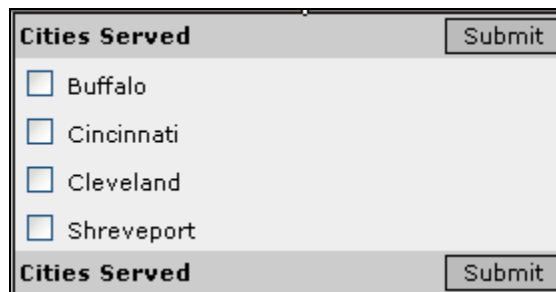 Cities Served Submit
Buffalo
Cincinnati
Cleveland
Shreveport
Cities Served Submit